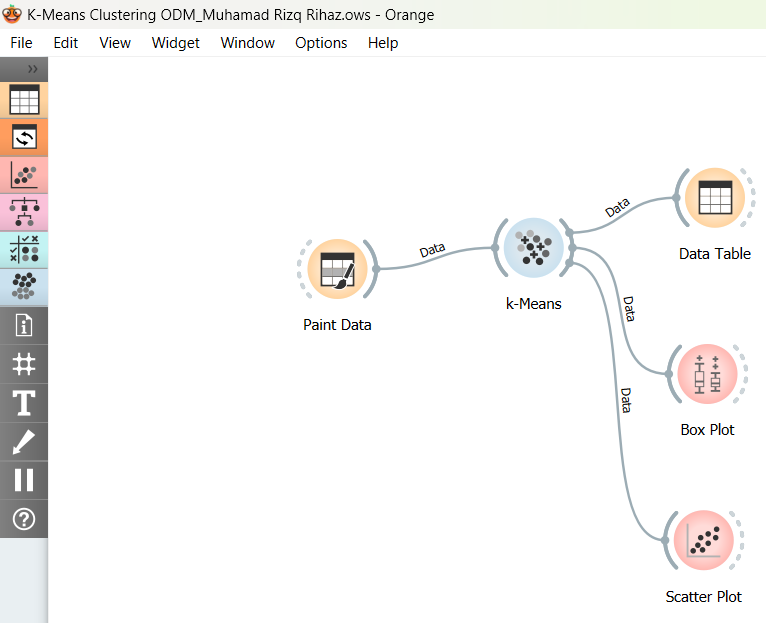 K-Means Clustering ODM_Muhamad Rizq Rihaz.ows - Orange
File Edit View Widget Window Options Help
Data
Data Table
Data
Paint Data
k-Means
Data
Data
Box Plot
Scatter Plot